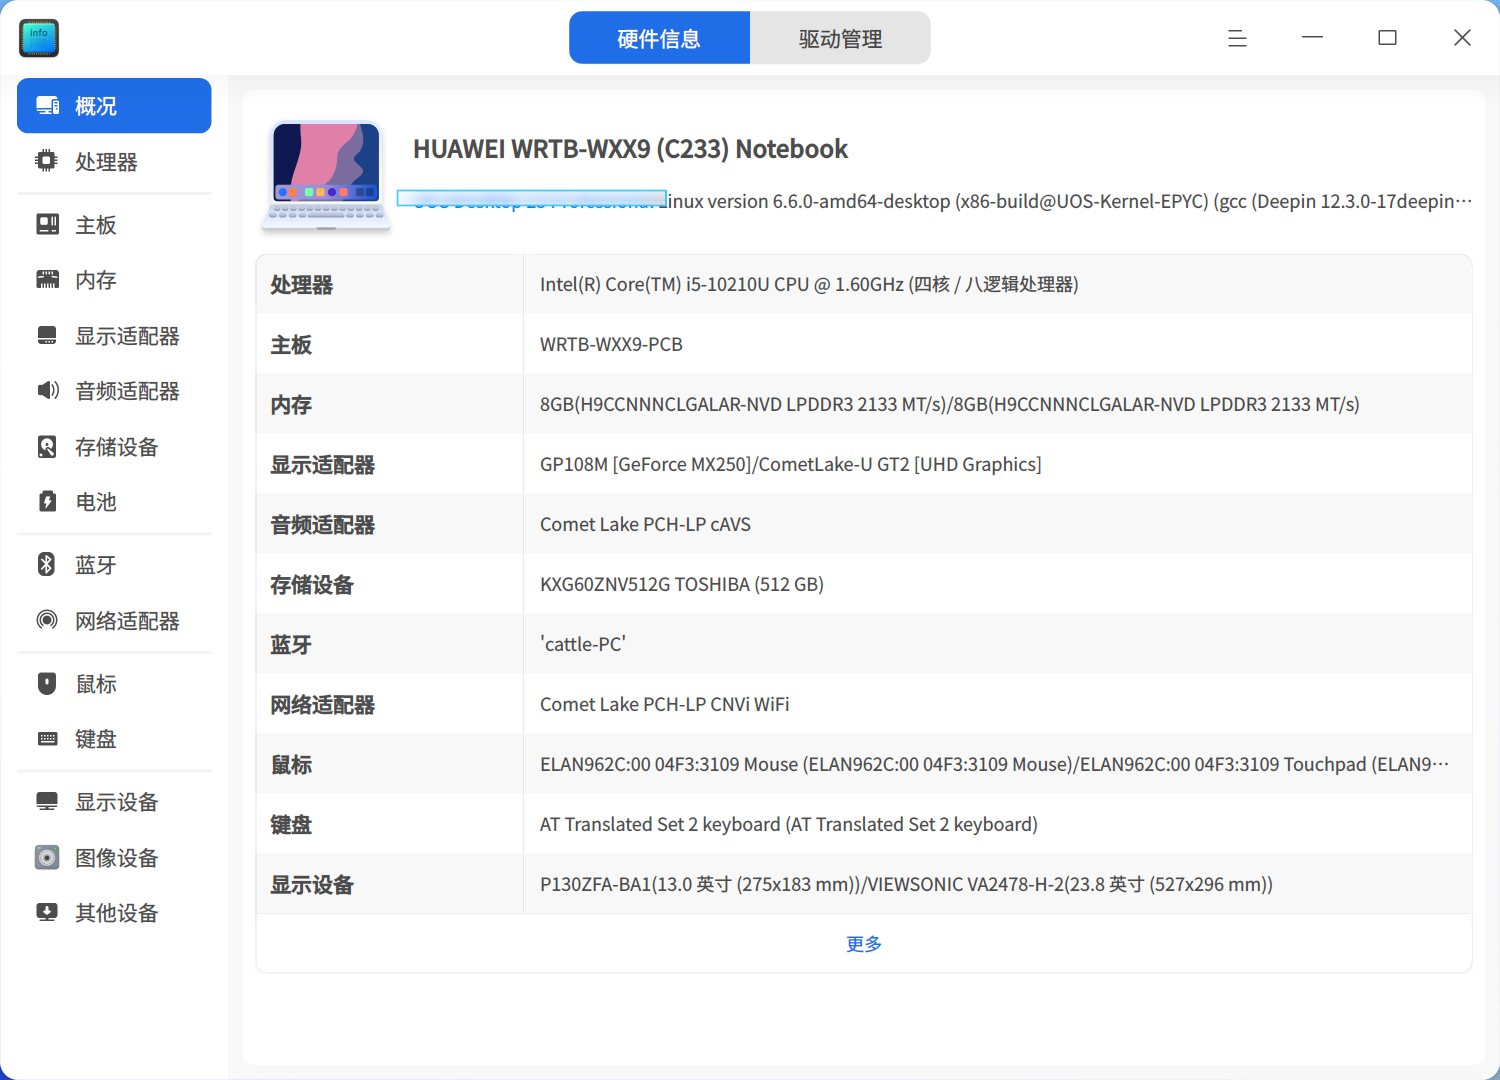 info
硬件信息
驱动管理
概况
处理器
主板
内存
显示适配器
音频适配器
存储设备
电池
蓝牙
网络适配器
鼠标
键盘
显示设备
图像设备
其他设备
HUAWEI WRTB-WXX9 (C233) Notebook
Linux version 6.6.0-amd64-desktop (x86-build@UOS-Kernel-EPYC) (gcc (Deepin 12.3.0-17deepin···
处理器 Intel(R) Core(TM) i5-10210U CPU @ 1.60GHz (四核 / 八逻辑处理器)
主板 WRTB-WXX9-PCB
内存 8GB(H9CCNNNCLGALAR-NVD LPDDR3 2133 MT/s)/8GB(H9CCNNNCLGALAR-NVD LPDDR3 2133 MT/s)
显示适配器 GP108M [GeForce MX250]/CometLake-U GT2 [UHD Graphics]
音频适配器 Comet Lake PCH-LP cAVS
存储设备 KXG60ZNV512G TOSHIBA (512 GB)
蓝牙 'cattle-PC'
网络适配器 Comet Lake PCH-LP CNVi WiFi
鼠标 ELAN962C:00 04F3:3109 Mouse (ELAN962C:00 04F3:3109 Mouse)/ELAN962C:00 04F3:3109 Touchpad (ELAN9···
键盘 AT Translated Set 2 keyboard (AT Translated Set 2 keyboard)
显示设备 P130ZFA-BA1(13.0 英寸 (275x183 mm))/VIEWSONIC VA2478-H-2(23.8 英寸 (527x296 mm))
更多